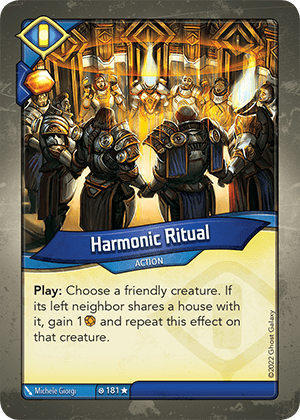 Harmonic Ritual
ACTION
Play: Choose a friendly creature. If
its left neighbor shares a house with
it, gain 1 and repeat this effect on
that creature.
©2022 Ghost Galaxy
Michele Giorgi
181